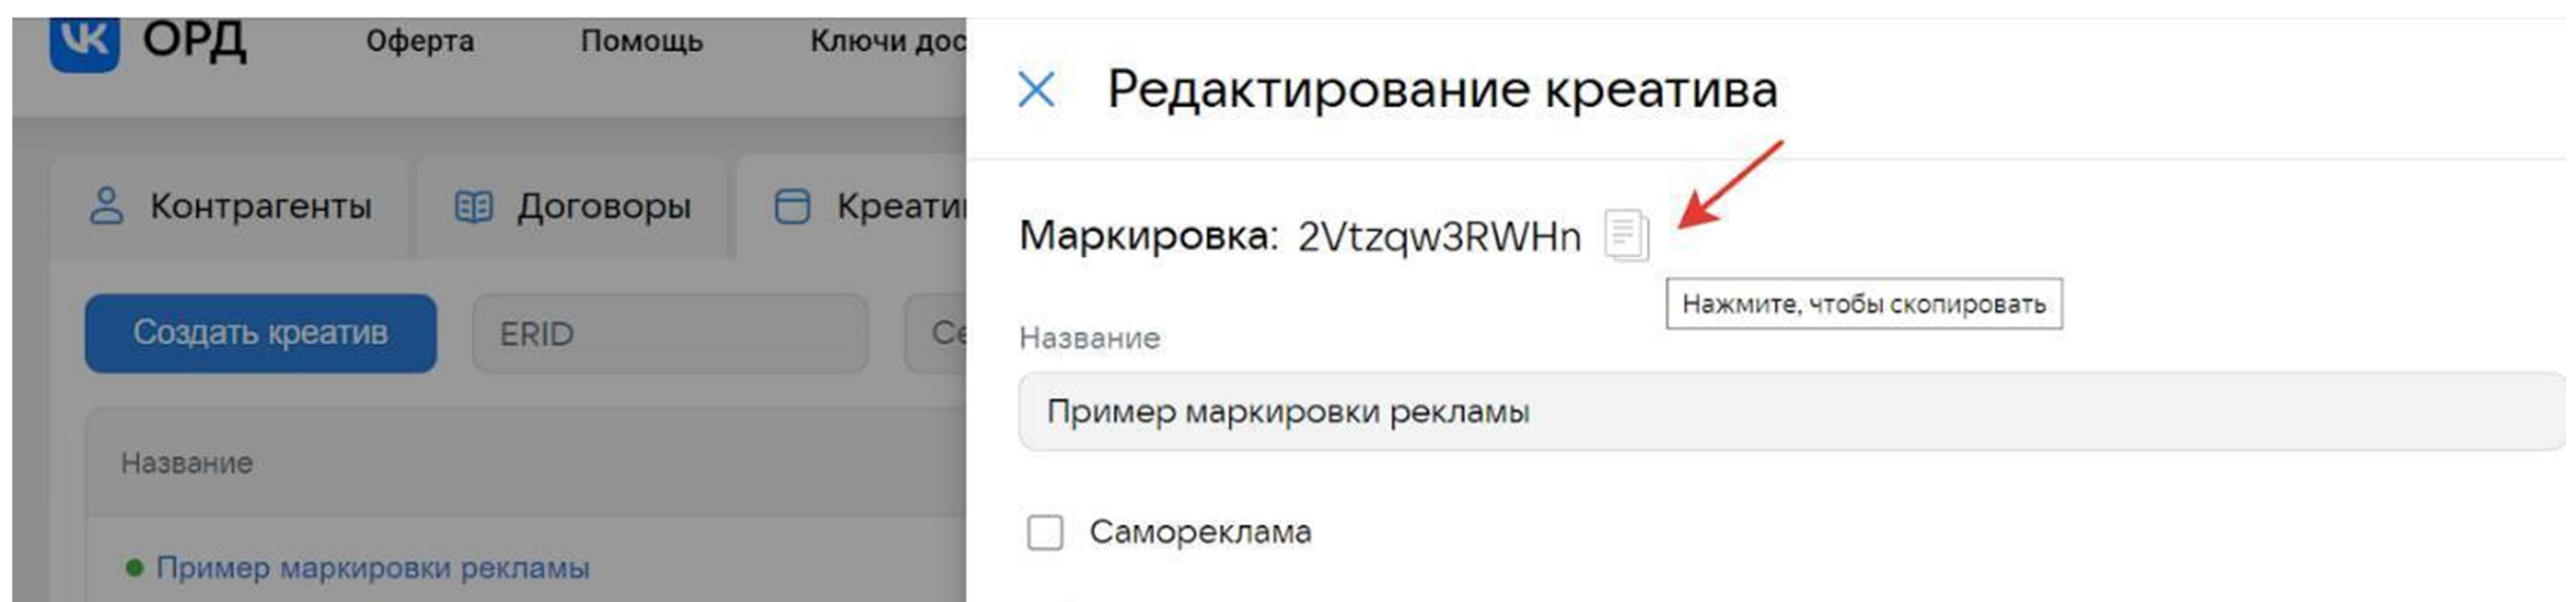 VK ОРД
Оферта
Помощь
Ключи дос
Контрагенты
Договоры
Креати
Создать креатив
ERID
Се
Название
Пример маркировки рекламы
Редактирование креатива
Маркировка: 2Vtzqw3RWHn
Нажмите, чтобы скопировать
Название
Пример маркировки рекламы
Самореклама